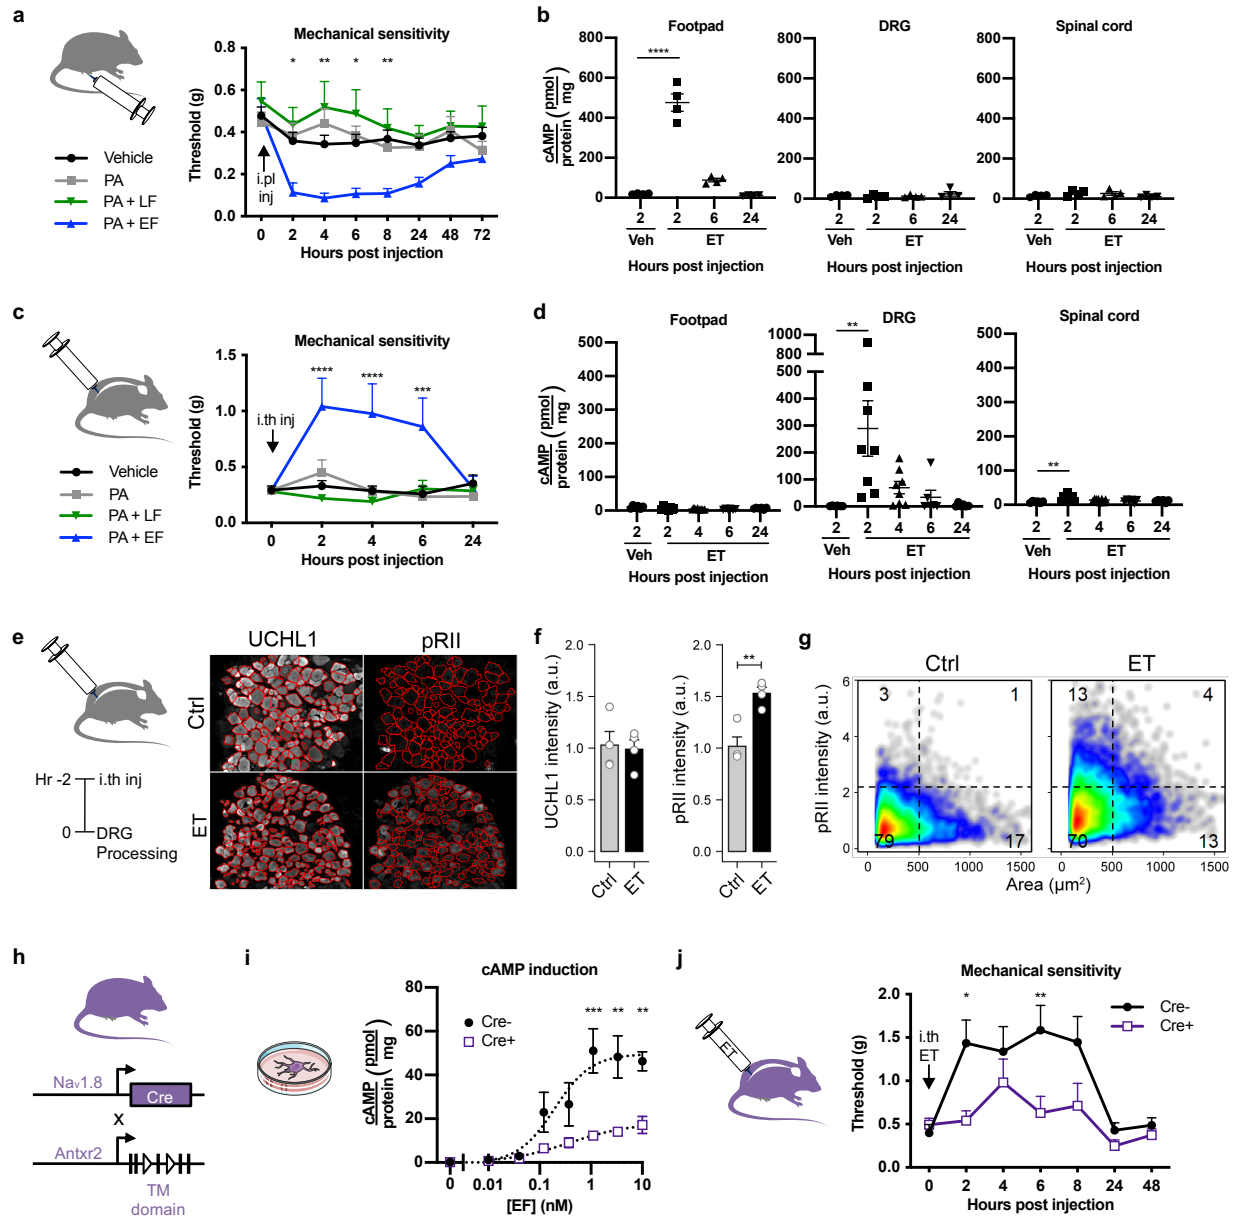 a
Mechanical sensitivity
Threshold (g)
0.8
0.6
0.4
0.2
0.0
* ** * **
i.pl
inj
0 2 4 6 8 24 48 72
Hours post injection
Vehicle
PA
PA + LF
PA + EF
b
Footpad DRG Spinal cord
cAMP
protein
(pmol
mg)
800
600
400
200
0
****
2 2 6 24
Veh ET
Hours post injection
800
600
400
200
0
2 2 6 24
Veh ET
Hours post injection
800
600
400
200
0
2 2 6 24
Veh ET
Hours post injection
c
Mechanical sensitivity
Threshold (g)
1.5
1.0
0.5
0.0
**** **** ***
i.th inj
0 2 4 6 24
Hours post injection
Vehicle
PA
PA + LF
PA + EF
d
Footpad DRG Spinal cord
cAMP
protein
(pmol
mg)
500
400
300
200
100
0
2 2 4 6 24
Veh ET
Hours post injection
1000
800
500
400
300
200
100
0
**
2 2 4 6 24
Veh ET
Hours post injection
500
400
300
200
100
0
**
2 2 4 6 24
Veh ET
Hours post injection
e
UCHL1 pRII
Ctrl
ET
Hr -2 i.th inj
0 DRG
Processing
f
UCHL1 intensity (a.u.)
2.0
1.5
1.0
0.5
0.0
Ctrl ET
pRII intensity (a.u.)
2.0
1.5
1.0
0.5
0.0
**
Ctrl ET
g
Ctrl ET
pRII intensity (a.u.)
6
4
2
0
3 1
79 17
13 4
70 13
0 500 1000 1500
0 500 1000 1500
Area (µm²)
h
Nav1.8
Cre
x
Antxr2
TM
domain
i
cAMP induction
cAMP
protein
(pmol
mg)
80
60
40
20
0
Cre-
Cre+
*** ** **
0 0.01 0.1 1 10
[EF] (nM)
j
ET
Mechanical sensitivity
Threshold (g)
2.0
1.5
1.0
0.5
0.0
i.th
ET
* **
Cre-
Cre+
0 2 4 6 8 24 48
Hours post injection